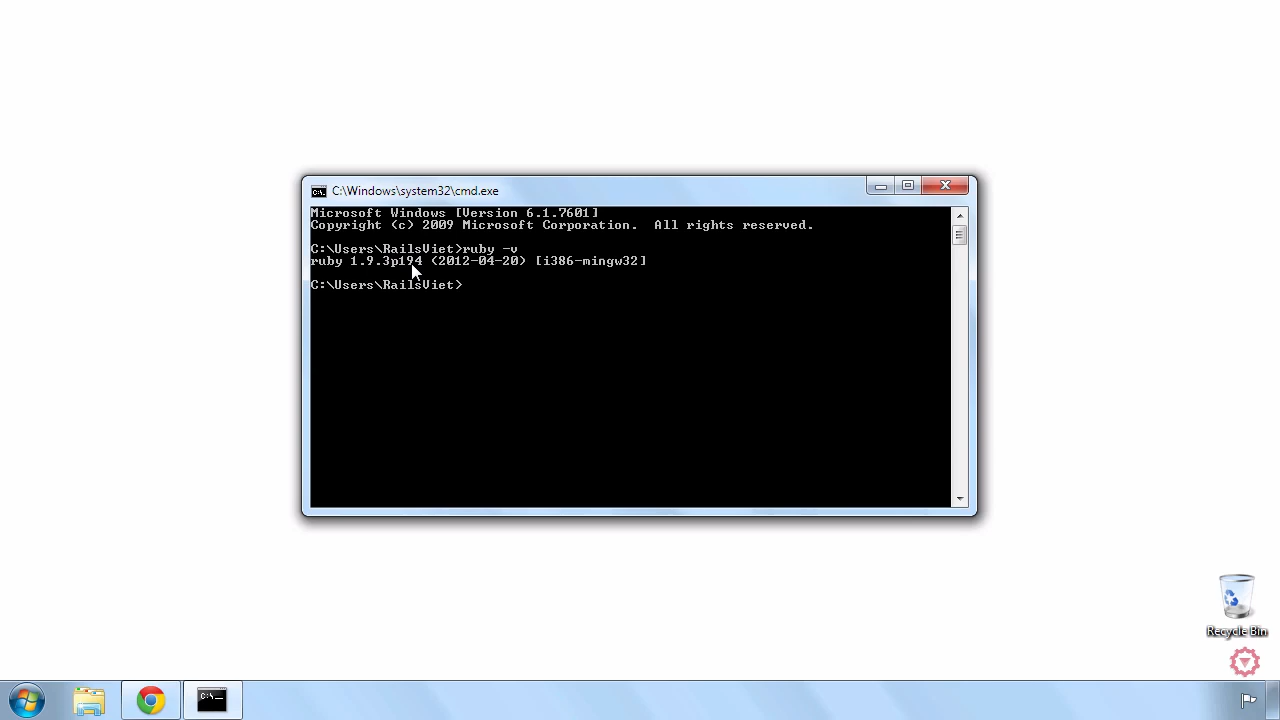 C:\Windows\system32\cmd.exe
Microsoft Windows [Version 6.1.7601]
Copyright (c) 2009 Microsoft Corporation.  All rights reserved.
C:\Users\RailsViet>ruby -v
ruby 1.9.3p194 (2012-04-20) [i386-mingw32]
C:\Users\RailsViet>
Recycle Bin